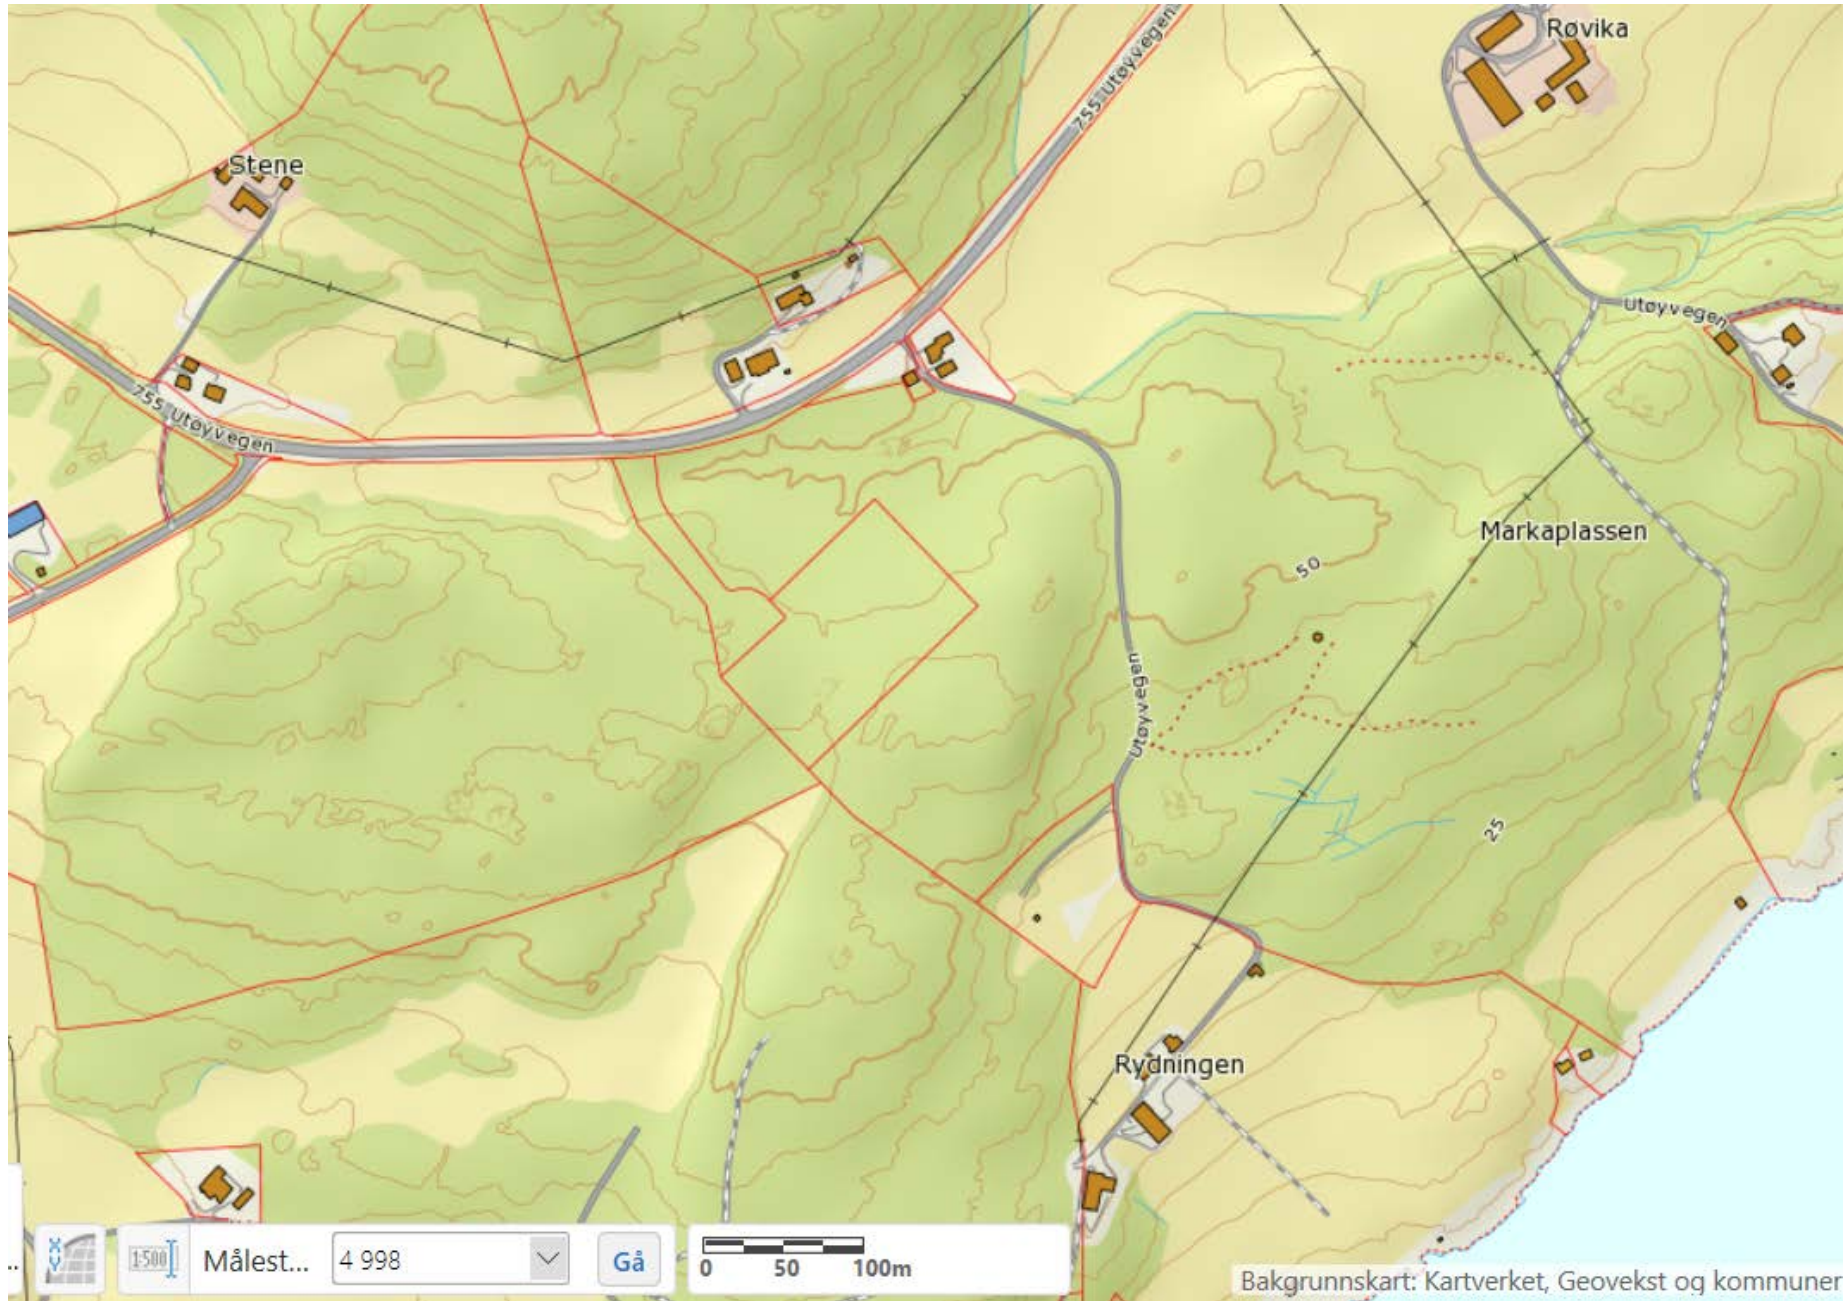 Røvika
755 Utøyvegen
Stene
Utøyvegen
755 Utøyvegen
Markaplassen
50
Utøyvegen
25
Rydningen
.. XY 1:500 Målest... 4 998 Gå
0 50 100m
Bakgrunnskart: Kartverket, Geovekst og kommuner